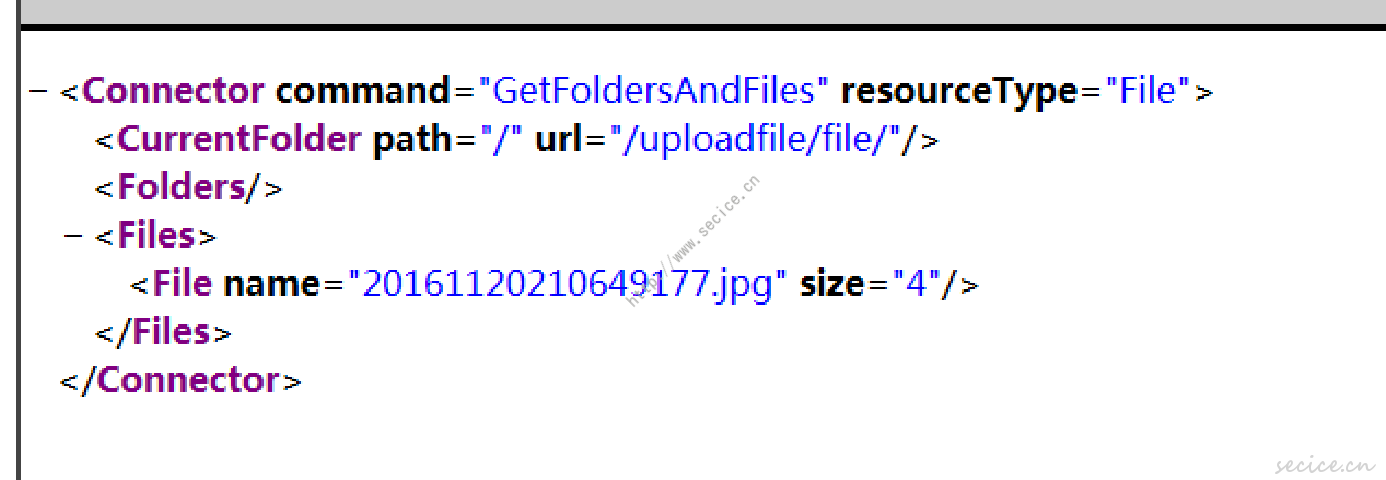 − <Connector command="GetFoldersAndFiles" resourceType="File">
<CurrentFolder path="/" url="/uploadfile/file/"/>
<Folders/>
− <Files>
<File name="20161120210649177.jpg" size="4"/>
</Files>
</Connector>
http://www.secice.cn
secice.cn